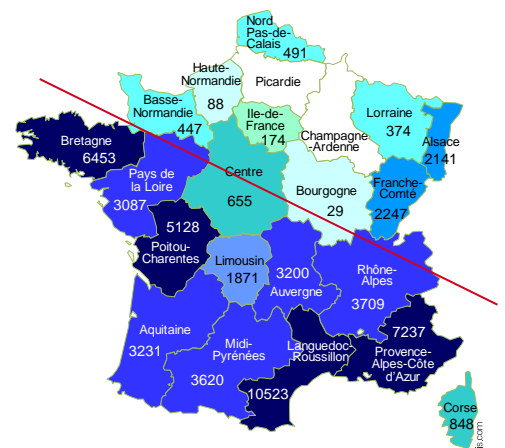 Nord
Pas-de-
Calais
491
Haute-
Normandie
88
Picardie
Basse-
Normandie
447
Ile-de-
France
174
Champagne
-Ardenne
Lorraine
374
Alsace
2141
Bretagne
6453
Pays de
la Loire
3087
Centre
655
Bourgogne
29
Franche-
Comté
2247
5128
Poitou-
Charentes
Limousin
1871
3200
Auvergne
Rhône-
Alpes
3709
Aquitaine
3231
Midi-
Pyrénées
3620
Languedoc-
Roussillon
10523
7237
Provence-
Alpes-Côte
d'Azur
Corse
848